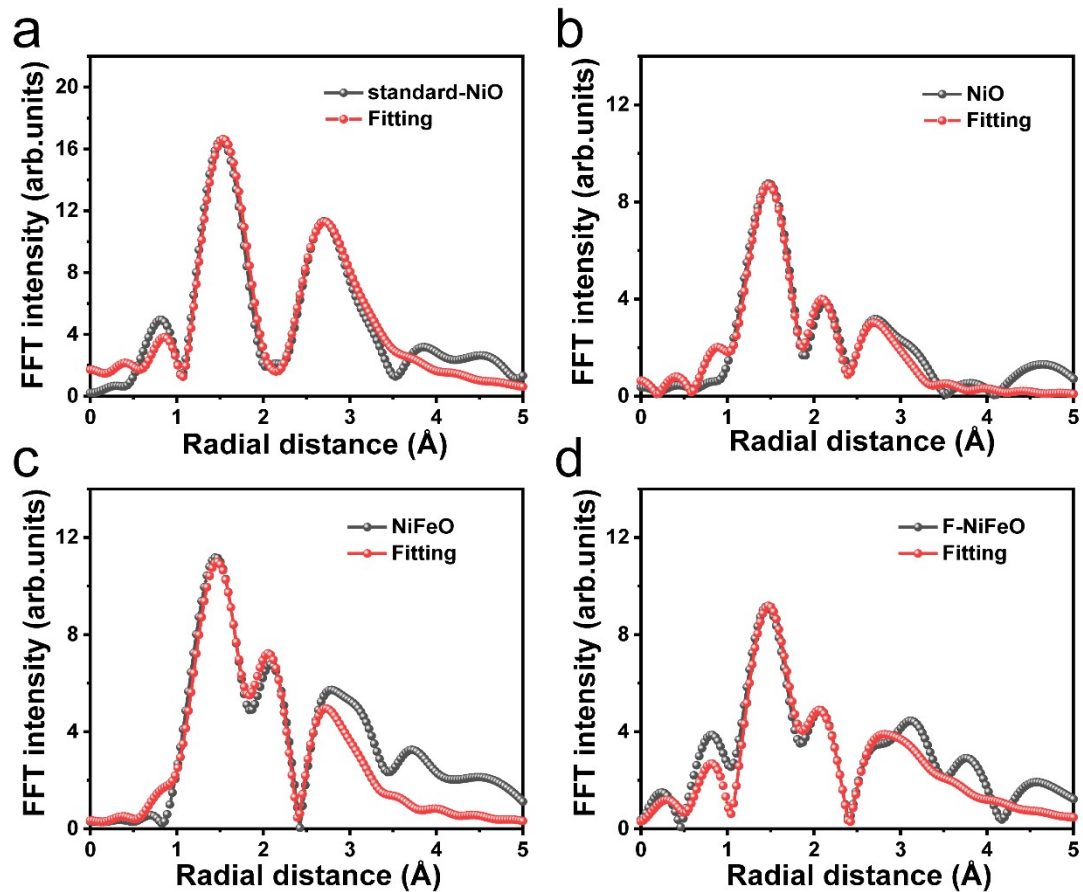 a
standard-NiO
Fitting
FFT intensity (arb.units)
20
16
12
8
4
0
0 1 2 3 4 5
Radial distance (Å)
b
NiO
Fitting
FFT intensity (arb.units)
12
8
4
0
0 1 2 3 4 5
Radial distance (Å)
c
NiFeO
Fitting
FFT intensity (arb.units)
12
8
4
0
0 1 2 3 4 5
Radial distance (Å)
d
F-NiFeO
Fitting
FFT intensity (arb.units)
12
8
4
0
0 1 2 3 4 5
Radial distance (Å)